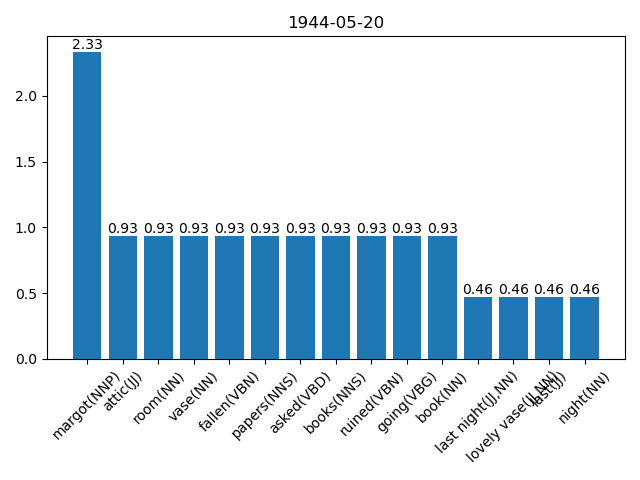 1944-05-20
2.33
0.93 0.93 0.93 0.93 0.93 0.93 0.93 0.93 0.93 0.93
0.46 0.46 0.46 0.46
2.0
1.5
1.0
0.5
0.0
margot(NNP)
attic(JJ)
room(NN)
vase(NN)
fallen(VBN)
papers(NNS)
asked(VBD)
books(NNS)
ruined(VBN)
going(VBG)
book(NN)
last night(JJ,NN)
lovely vase(JJ,NN)
last(JJ)
night(NN)